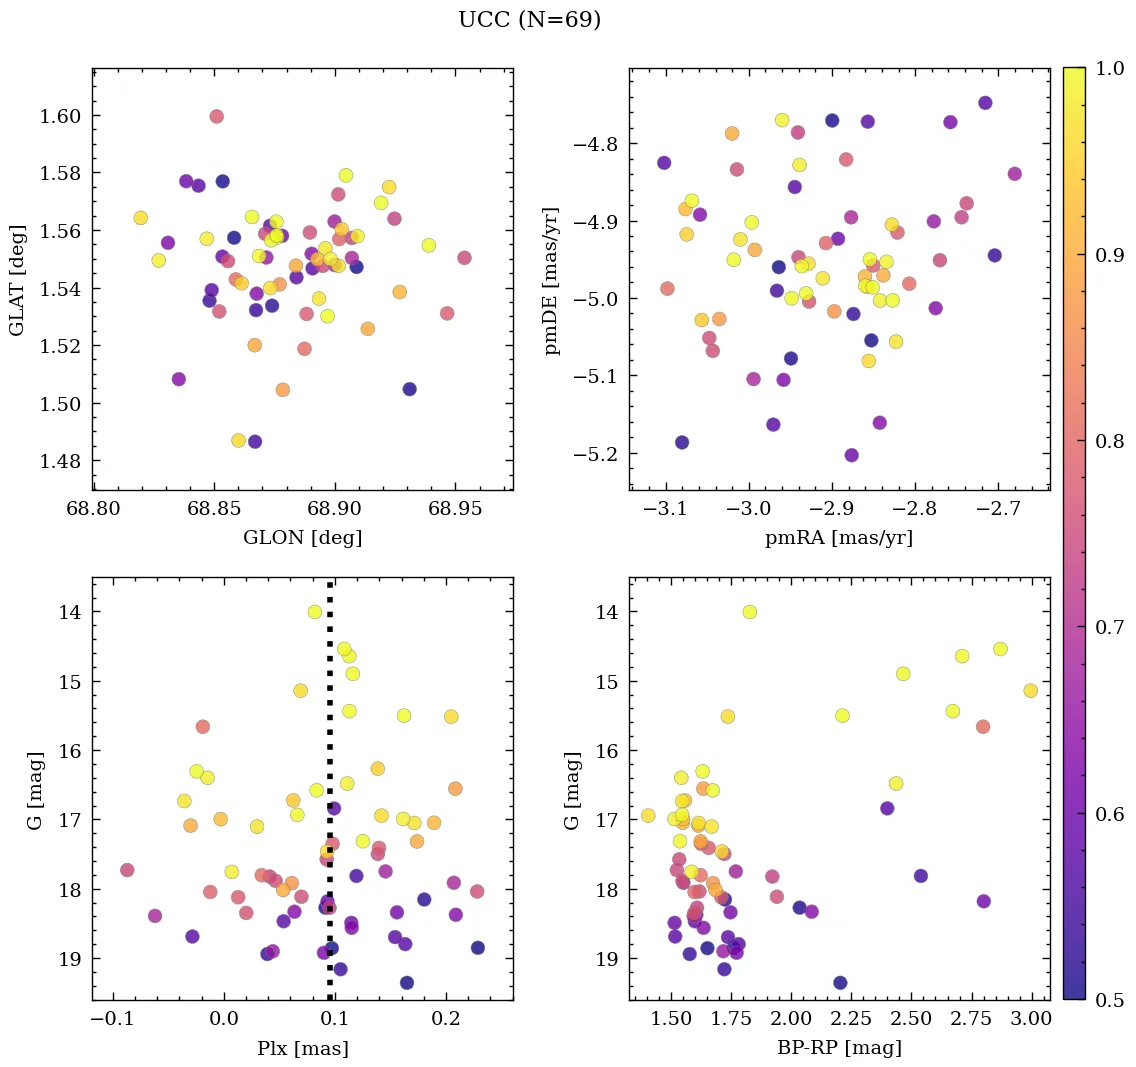 UCC (N=69)
1.60
1.58
1.56
1.54
1.52
1.50
1.48
GLAT [deg]
68.80 68.85 68.90 68.95
GLON [deg]
−4.8
−4.9
−5.0
−5.1
−5.2
pmDE [mas/yr]
−3.1 −3.0 −2.9 −2.8 −2.7
pmRA [mas/yr]
14
15
16
17
18
19
G [mag]
−0.1 0.0 0.1 0.2
Plx [mas]
14
15
16
17
18
19
G [mag]
1.50 1.75 2.00 2.25 2.50 2.75 3.00
BP-RP [mag]
1.0
0.9
0.8
0.7
0.6
0.5